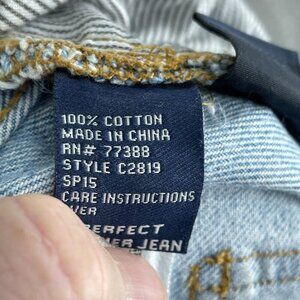 100% COTTON
MADE IN CHINA
RN# 77388
STYLE C2819
SP15
CARE INSTRUCTIONS
PERFECT
JEAN